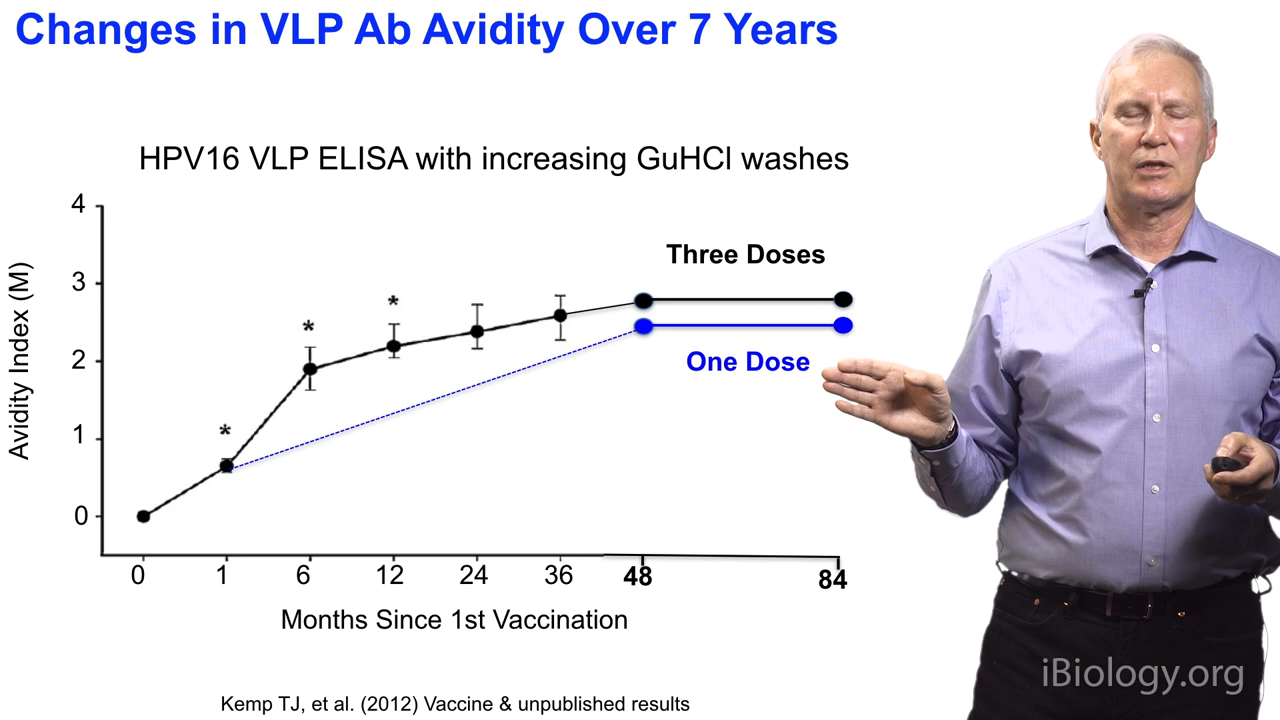 Changes in VLP Ab Avidity Over 7 Years
HPV16 VLP ELISA with increasing GuHCl washes
Avidity Index (M)
4
3
2
1
0
*
*
*
Three Doses
One Dose
0 1 6 12 24 36 48 84
Months Since 1st Vaccination
Kemp TJ, et al. (2012) Vaccine & unpublished results
iBiology.org